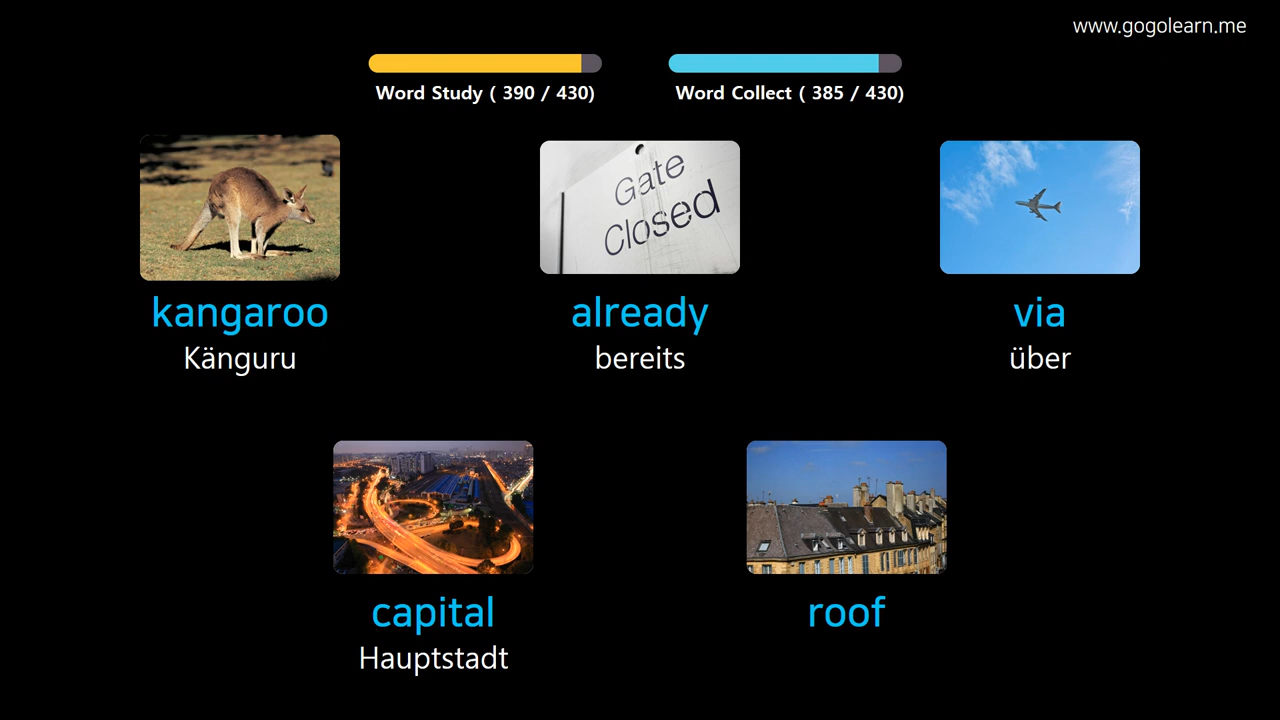 www.gogolearn.me
Word Study ( 390 / 430)
Word Collect ( 385 / 430)
Gate
Closed
kangaroo
Känguru
already
bereits
via
über
capital
Hauptstadt
roof